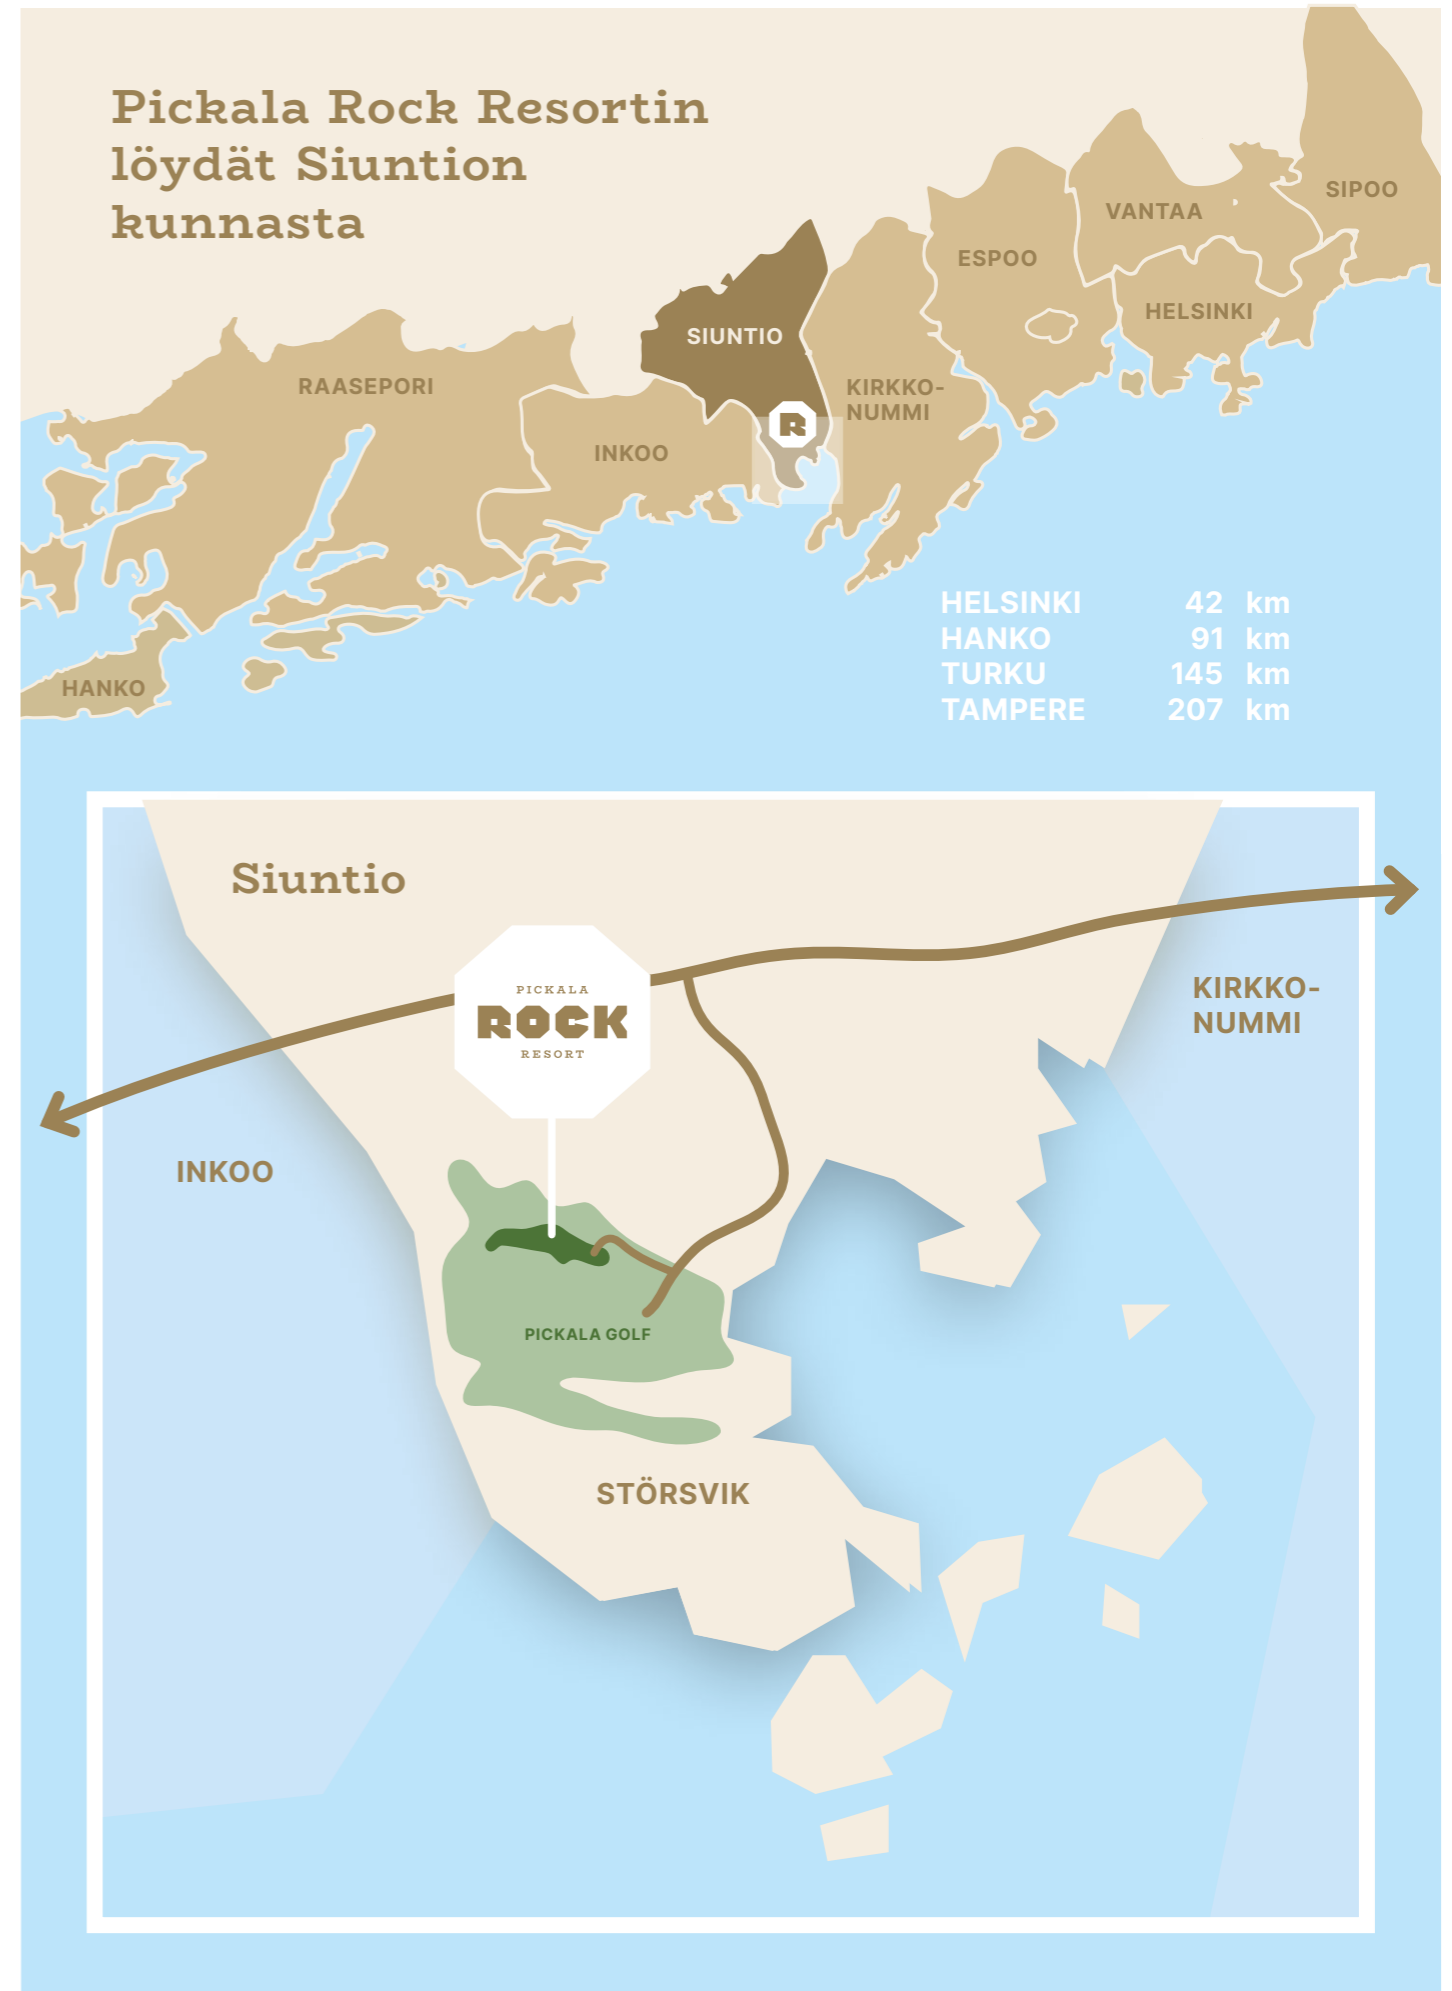 Pickala Rock Resortin
löydät Siuntion
kunnasta
SIPOO
VANTAA
ESPOO
HELSINKI
SIUNTIO
RAASEPORI
KIRKKO-
NUMMI
R
INKOO
HANKO
HELSINKI 42 km
HANKO 91 km
TURKU 145 km
TAMPERE 207 km
Siuntio
PICKALA
ROCK
RESORT
KIRKKO-
NUMMI
INKOO
PICKALA GOLF
STÖRSVIK